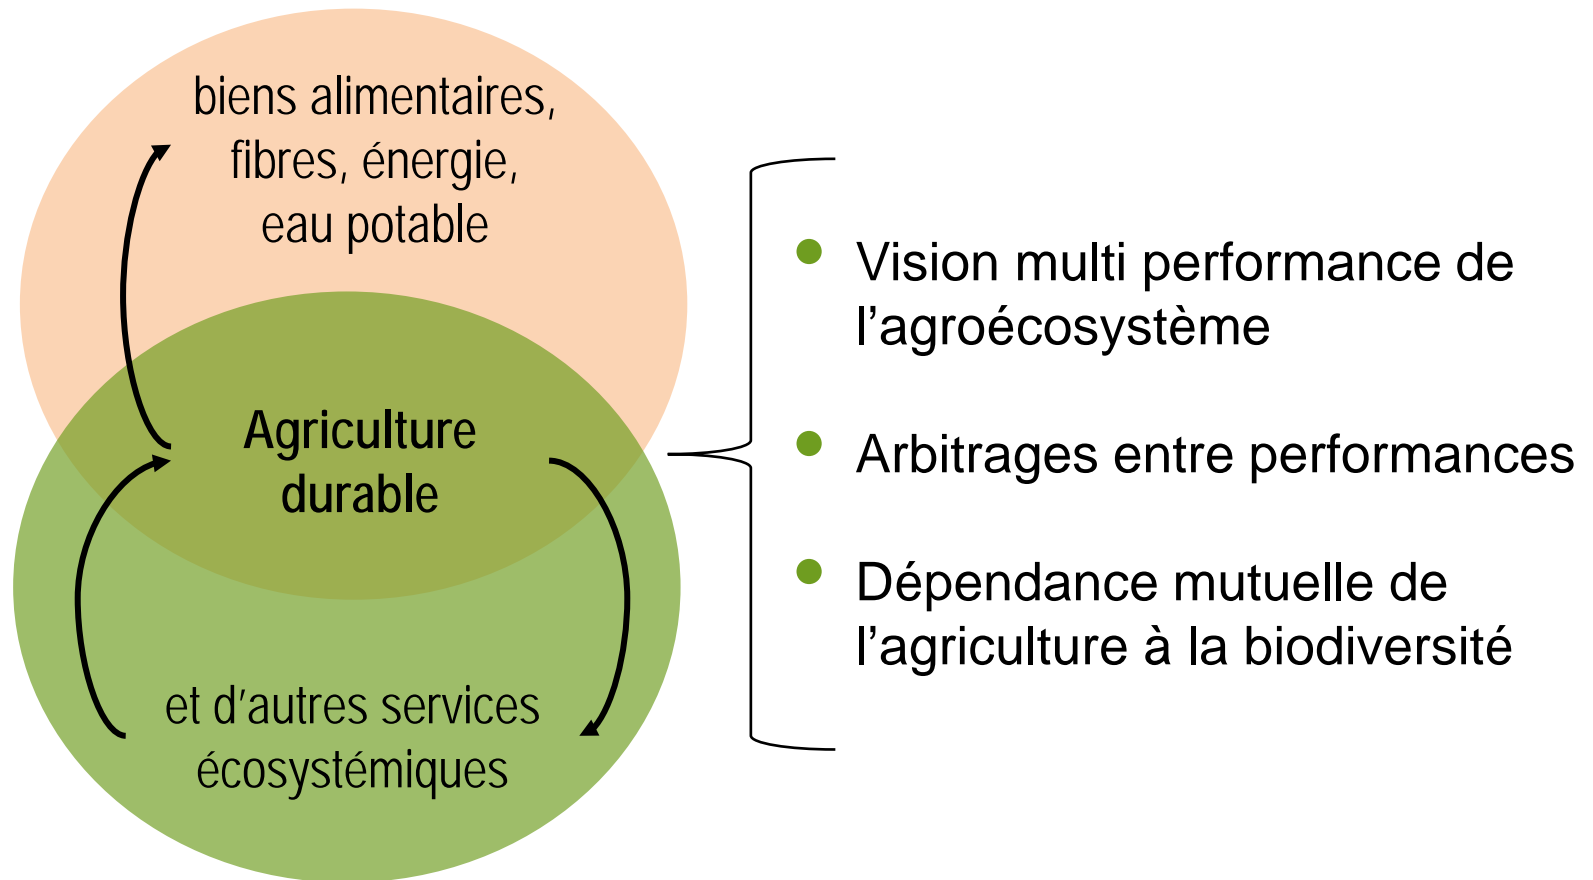 biens alimentaires,
fibres, énergie,
eau potable
Agriculture
durable
et d'autres services
écosystémiques
• Vision multi performance de
l’agroécosystème
• Arbitrages entre performances
• Dépendance mutuelle de
l’agriculture à la biodiversité